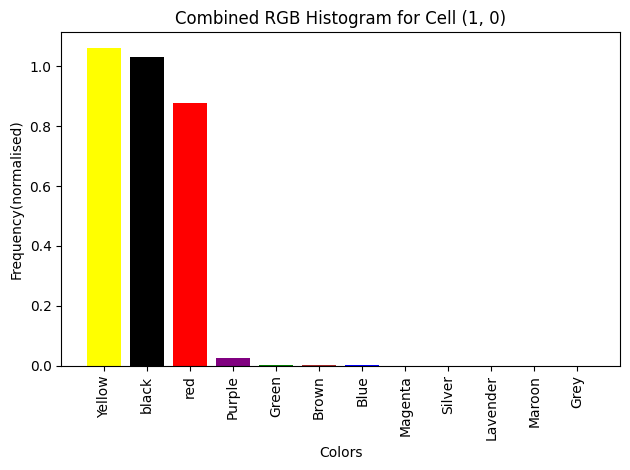 Combined RGB Histogram for Cell (1, 0)
Frequency(normalised)
1.0
0.8
0.6
0.4
0.2
0.0
Yellow
black
red
Purple
Green
Brown
Blue
Magenta
Silver
Lavender
Maroon
Grey
Colors